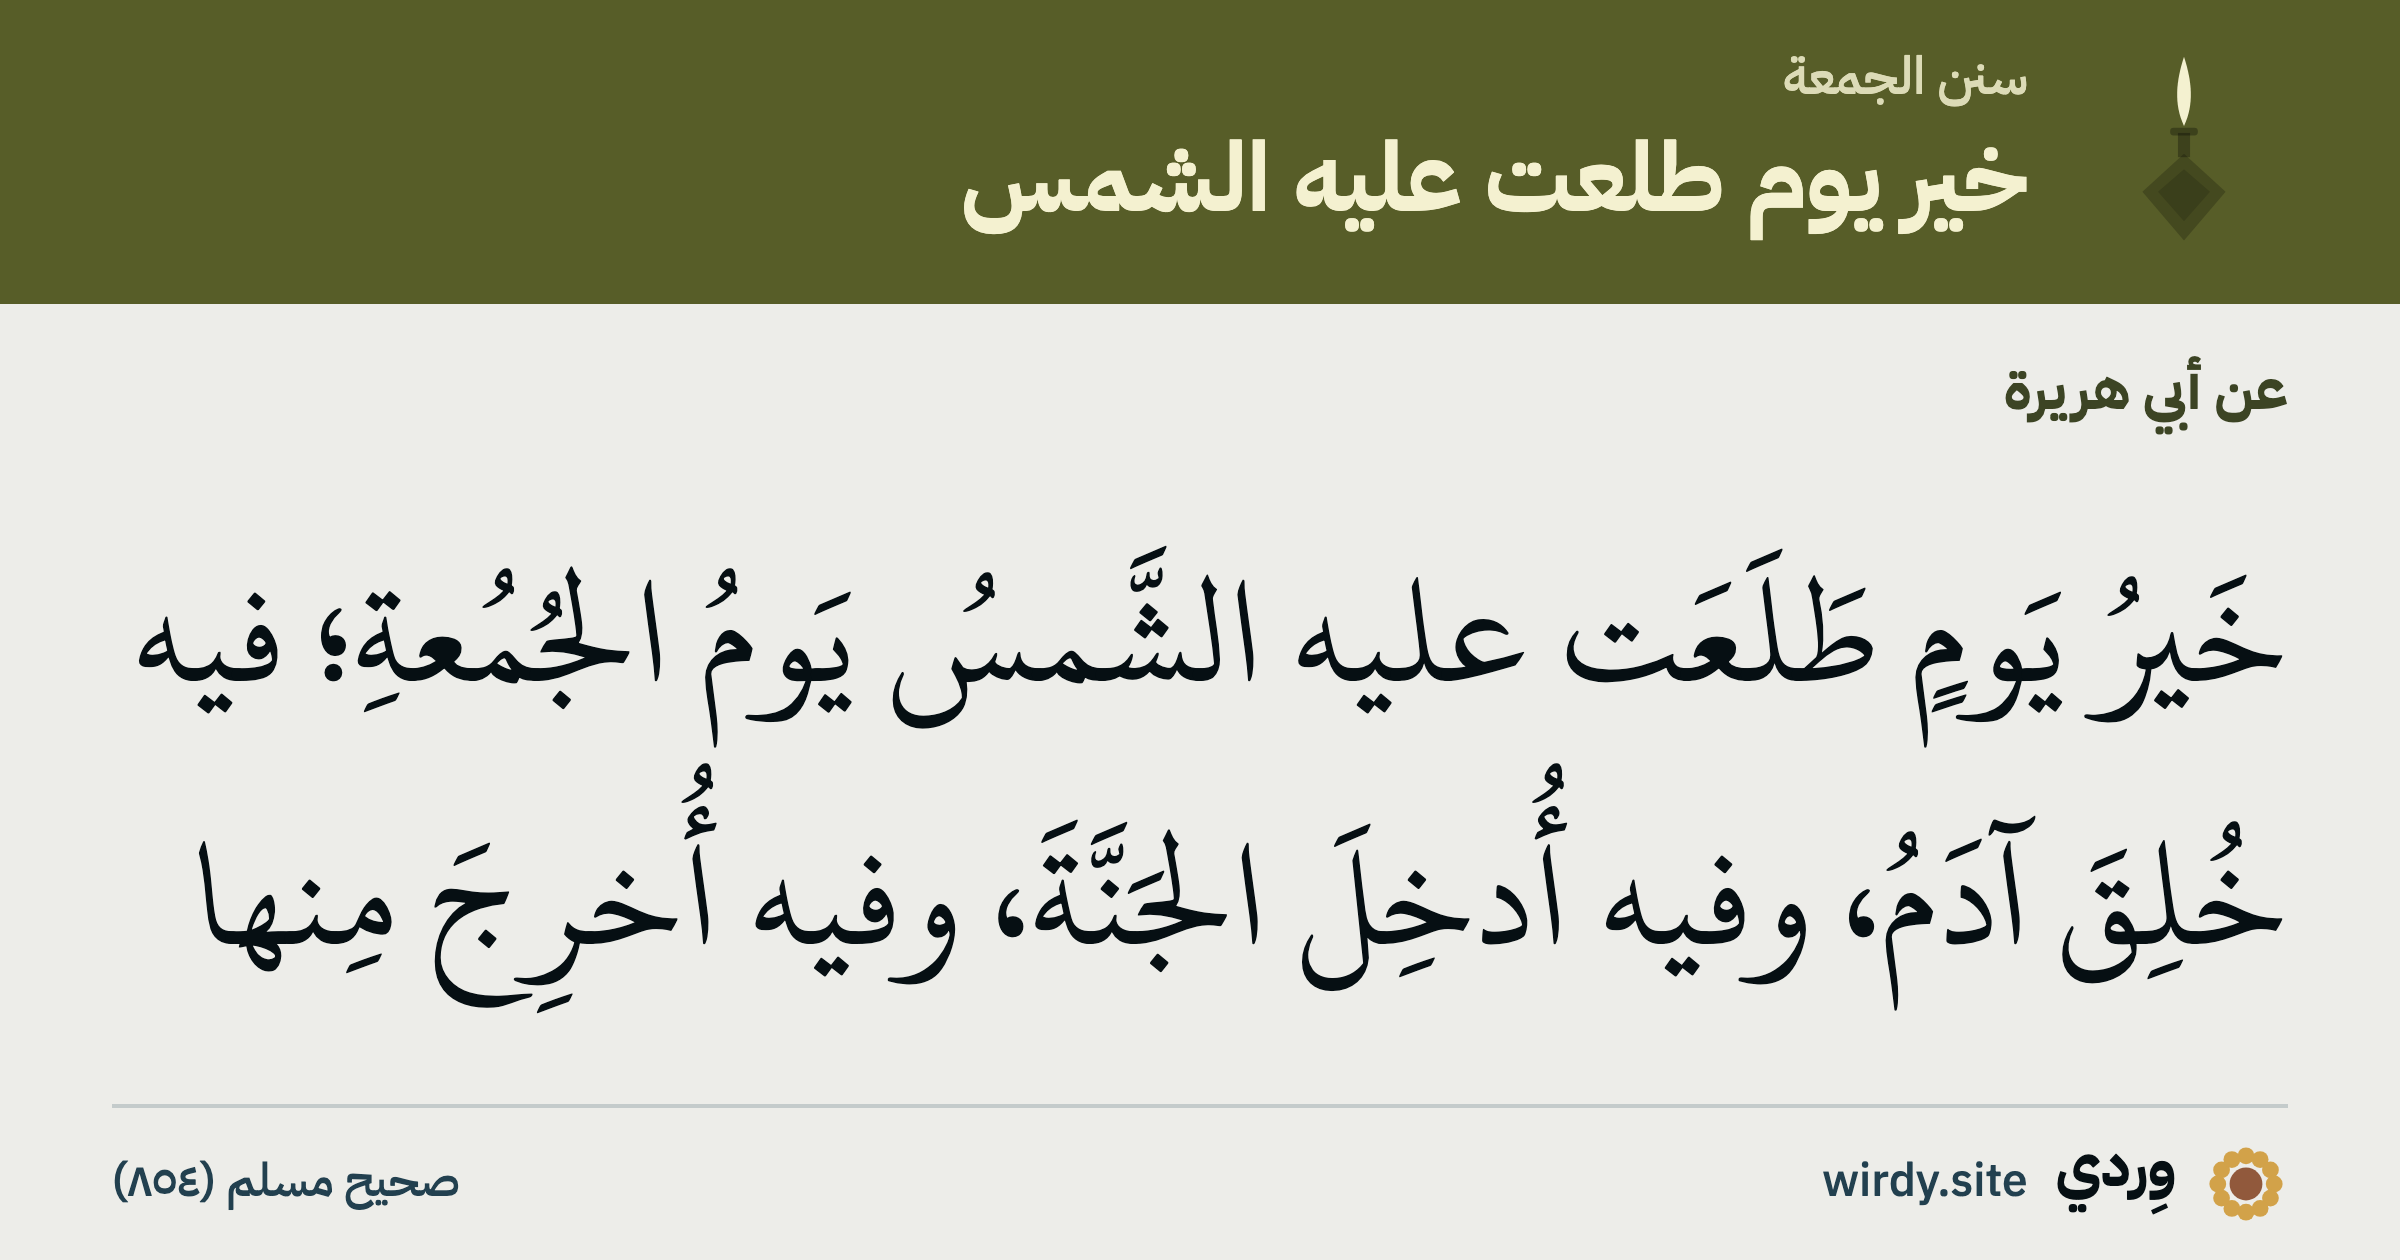 سنن الجمعة
خير يوم طلعت عليه الشمس
عن أبي هريرة
خَيرُ يَومٍ طَلَعَت عليه الشَّمسُ يَومُ الجُمُعةِ؛ فيه
خُلِقَ آدَمُ، وفيه أُدخِلَ الجَنَّةَ، وفيه أُخرِجَ مِنها
وِردي wirdy.site
صحيح مسلم (٨٥٤)